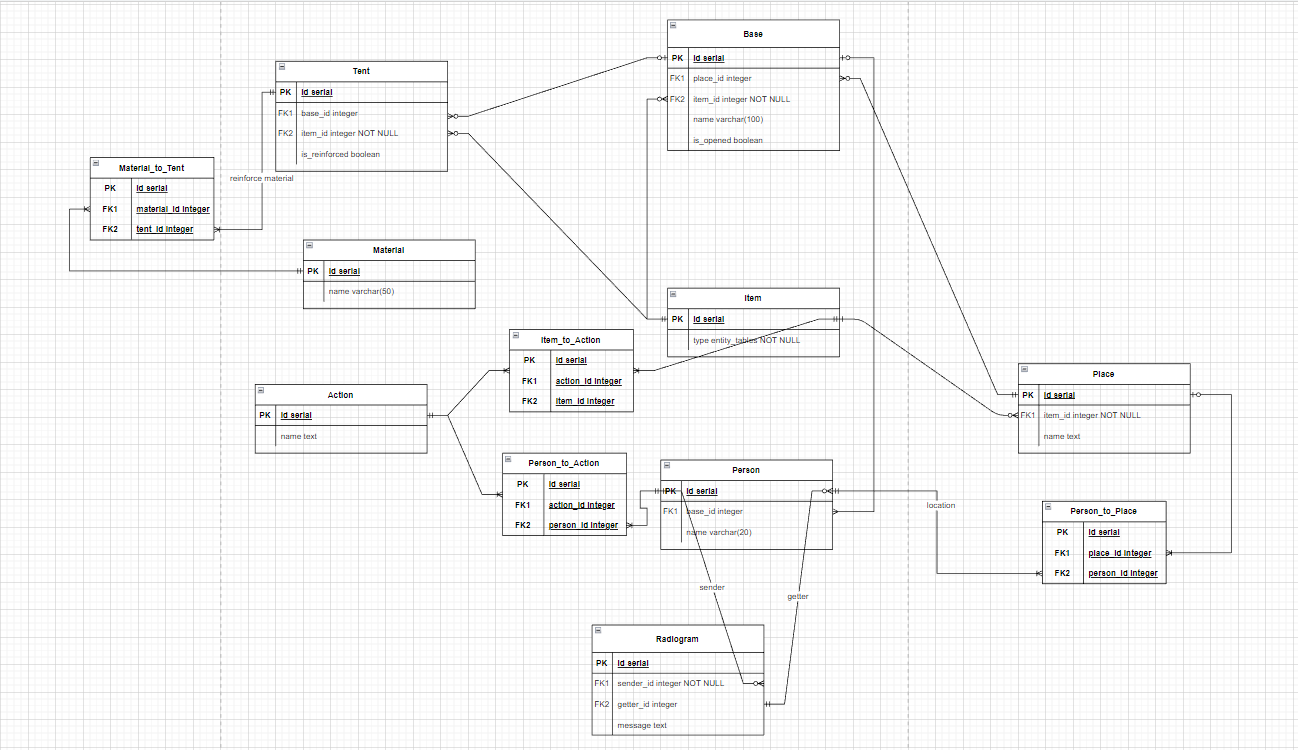 Base
PK id serial
FK1 place_id integer
FK2 item_id integer NOT NULL
name varchar(100)
is_opened boolean
Tent
PK id serial
FK1 base_id integer
FK2 item_id integer NOT NULL
is_reinforced boolean
Material_to_Tent
PK id serial
FK1 material_id integer
FK2 tent_id integer
reinforce material
Material
PK id serial
name varchar(50)
Item
PK id serial
type entity_tables NOT NULL
Item_to_Action
PK id serial
FK1 action_id integer
FK2 item_id integer
Action
PK id serial
name text
Place
PK id serial
FK1 item_id integer NOT NULL
name text
Person_to_Action
PK id serial
FK1 action_id integer
FK2 person_id integer
Person
PK id serial
FK1 base_id integer
name varchar(20)
location
Person_to_Place
PK id serial
FK1 place_id integer
FK2 person_id integer
sender
getter
Radiogram
PK id serial
FK1 sender_id integer NOT NULL
FK2 getter_id integer
message text